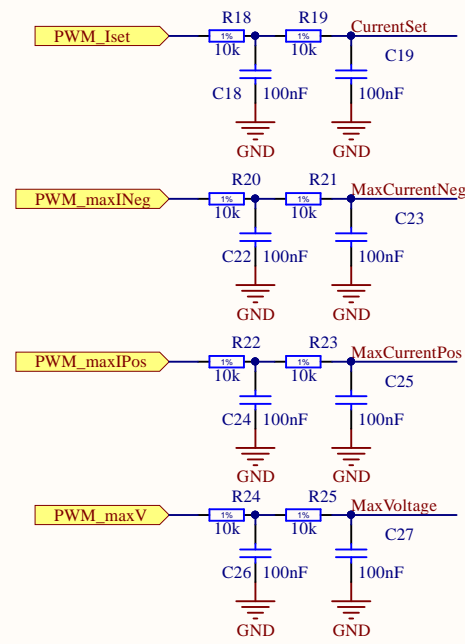 R18 R19
CurrentSet
PWM_Iset
1% 1%
10k 10k
C19
C18 100nF 100nF
GND GND
R20 R21
MaxCurrentNeg
PWM_maxINeg
1% 1%
10k 10k
C23
C22 100nF 100nF
GND GND
R22 R23
MaxCurrentPos
PWM_maxIPos
1% 1%
10k 10k
C25
C24 100nF 100nF
GND GND
R24 R25
MaxVoltage
PWM_maxV
1% 1%
10k 10k
C27
C26 100nF 100nF
GND GND